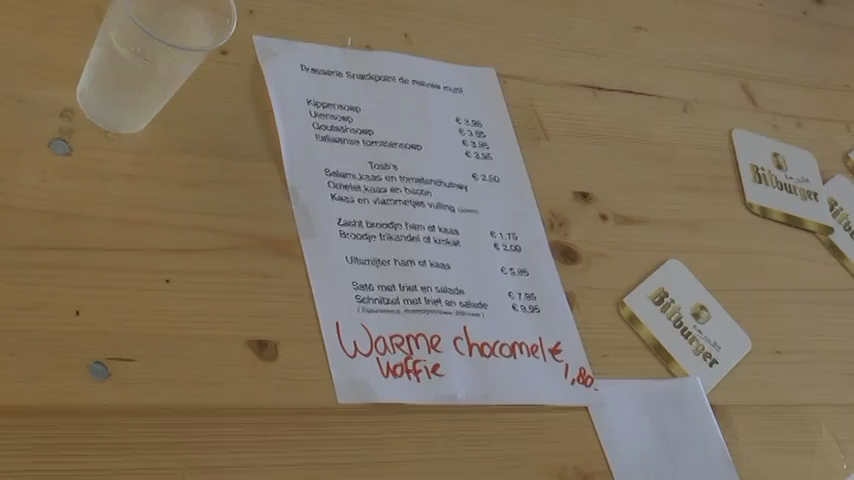 Brasserie Snackpoint de
Kippensoep € 3.95
Uiensoep € 3.95
Goulashsoep € 3.95
Italiaanse tomatensoep € 3.95
Tosti's
Salami,kaas en tomatenchutney € 2.50
Omelet,kaas en bacon
Kaas en vlammetjes vulling
Zacht broodje ham of kaas € 1.75
Broodje frikandel of kroket € 2.00
Uitsmijter ham of kaas € 5.95
Saté met friet en salade € 7.95
Schnitzel met friet en salade € 9.95
Warme chocomel €
koffie 1,80-
Bitburger
Bitburger
Bitburger